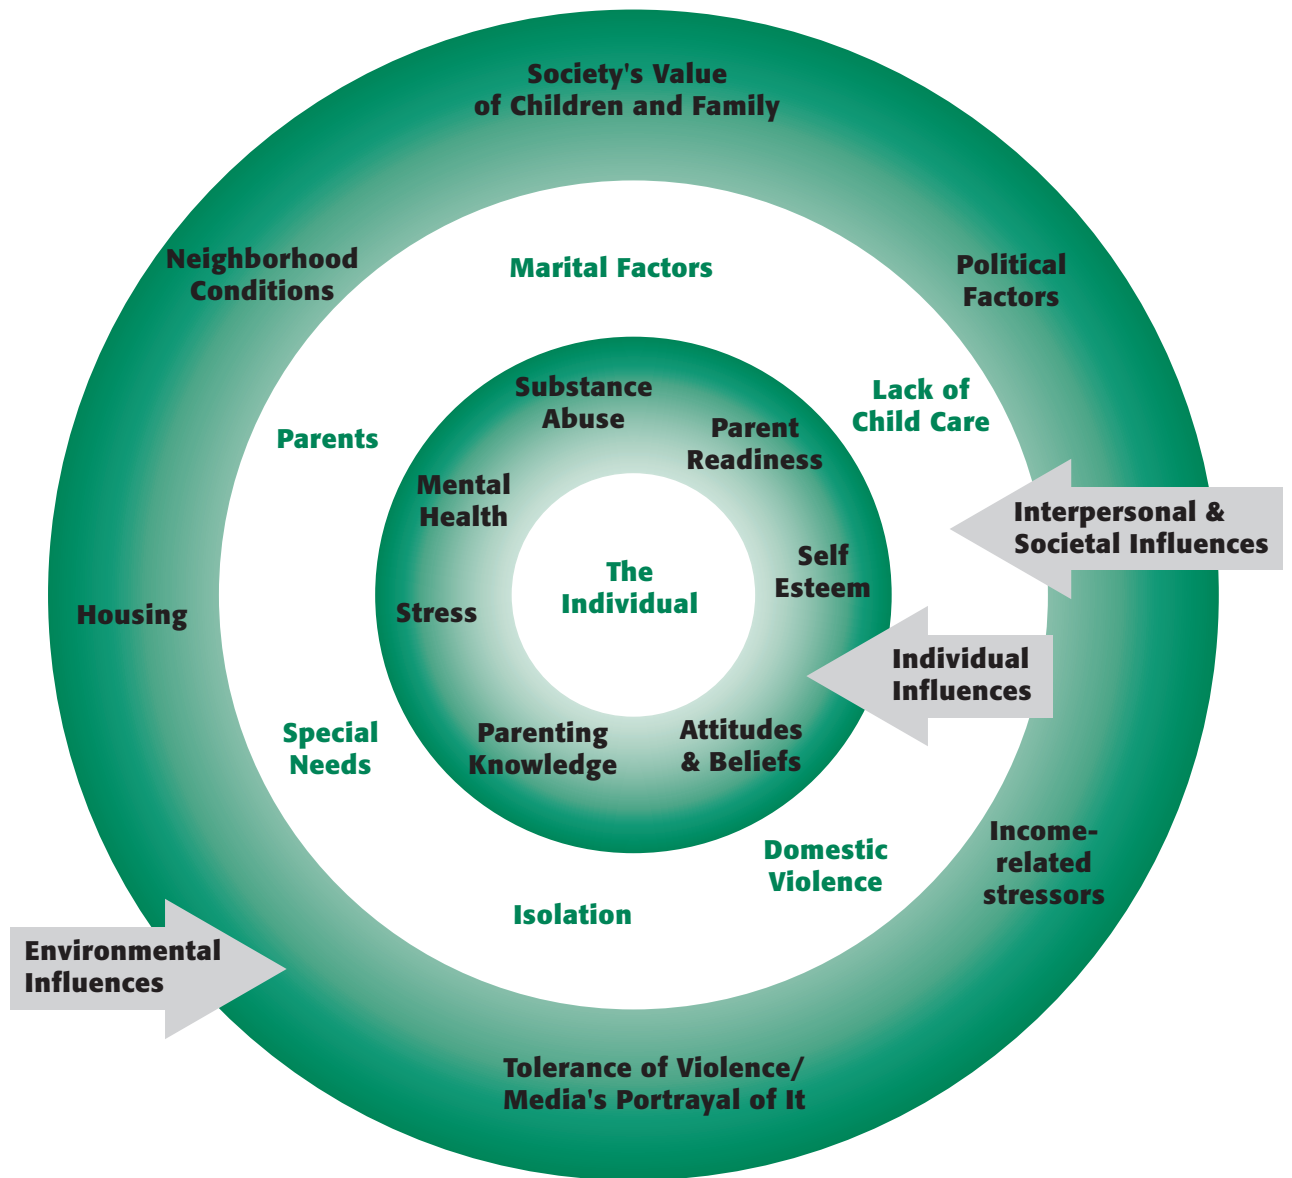 Society's Value
of Children and Family
Neighborhood
Conditions
Marital Factors
Political
Factors
Substance
Abuse
Lack of
Child Care
Parents
Parent
Readiness
Mental
Health
Interpersonal &
Societal Influences
Self
Esteem
The
Individual
Housing
Stress
Individual
Influences
Special
Needs
Parenting
Knowledge
Attitudes
& Beliefs
Income-
related
stressors
Domestic
Violence
Isolation
Environmental
Influences
Tolerance of Violence/
Media's Portrayal of It